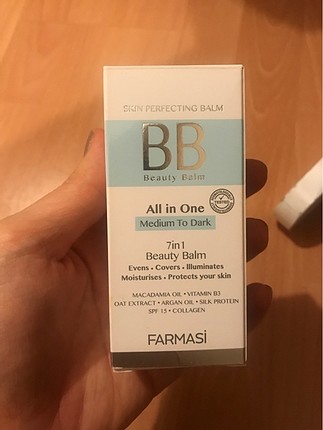 SKIN PERFECTING BALM
BB
Beauty Balm
All in One
TESTED
Medium To Dark
7in1
Beauty Balm
Evens • Covers • Illuminates
Moisturises • Protects your skin
MACADAMIA OIL • VITAMIN B3
OAT EXTRACT • ARGAN OIL • SILK PROTEIN
SPF 15 • COLLAGEN
FARMASİ